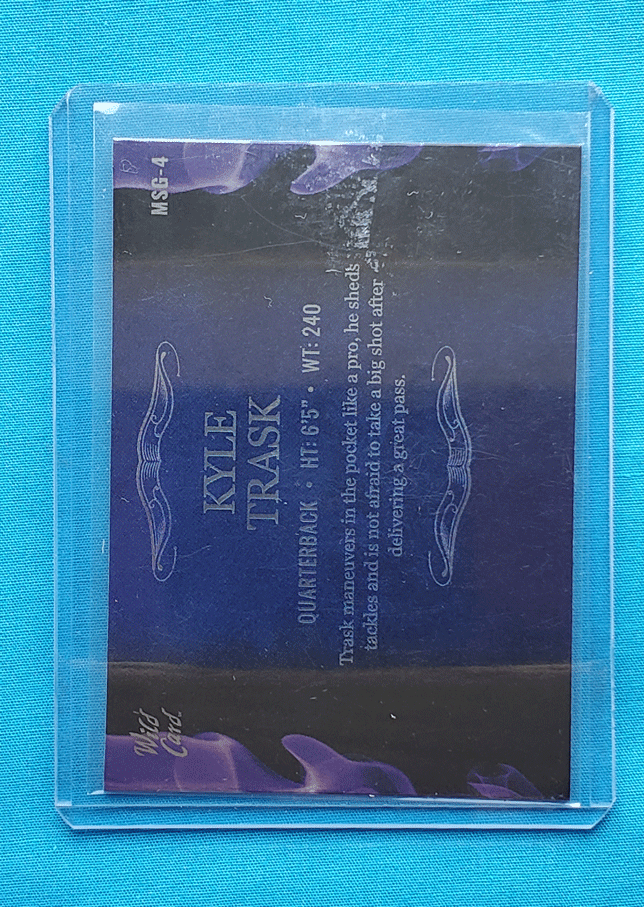 Wild
Card
MSG-4
KYLE
TRASK
QUARTERBACK • HT: 6'5" • WT: 240
Trask maneuvers in the pocket like a pro, he sheds
tackles and is not afraid to take a big shot after
delivering a great pass.